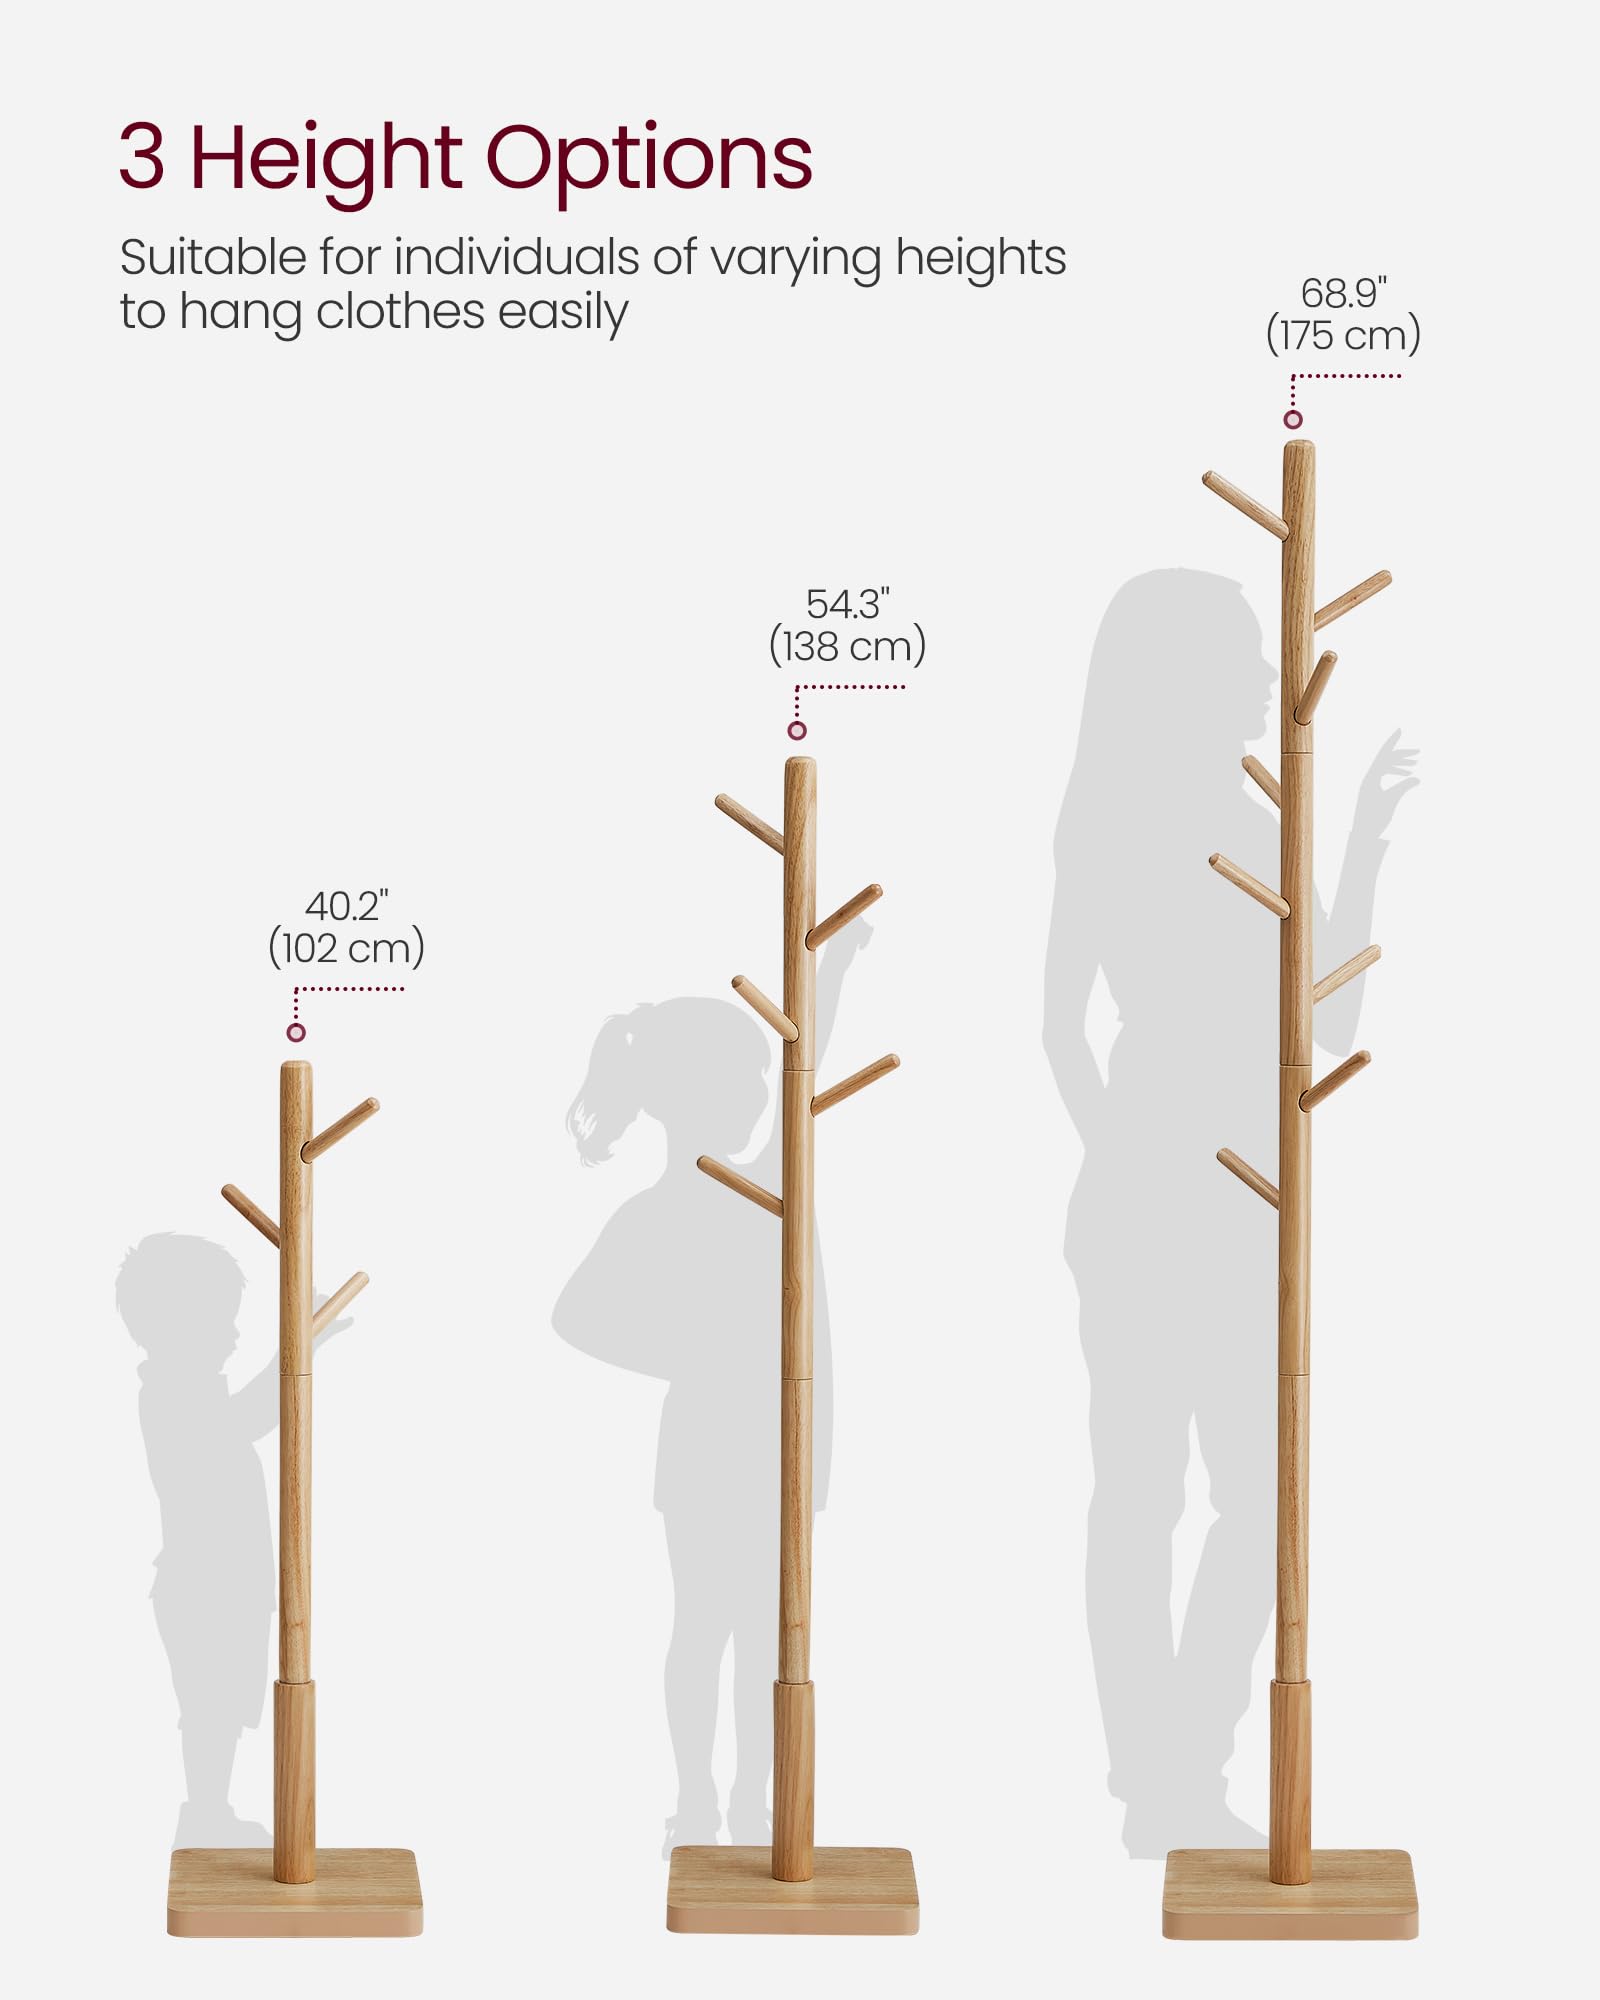 3 Height Options
Suitable for individuals of varying heights
to hang clothes easily
68.9"
(175 cm)
54.3"
(138 cm)
40.2"
(102 cm)